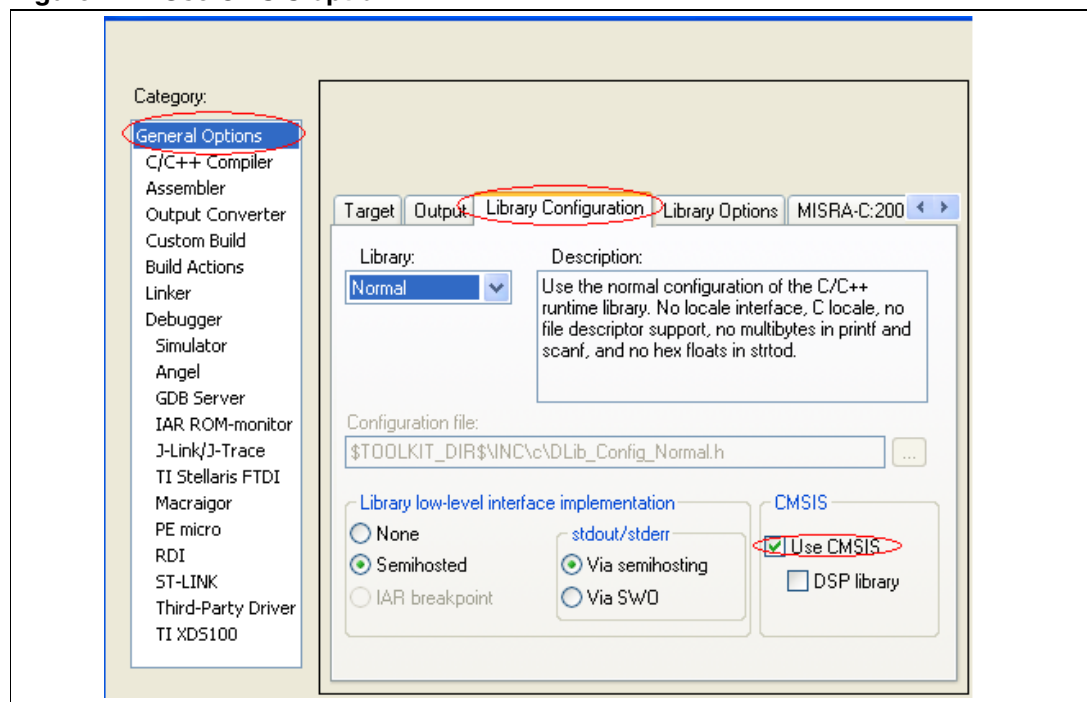 Category:
General Options
C/C++ Compiler
Assembler
Output Converter
Custom Build
Build Actions
Linker
Debugger
Simulator
Angel
GDB Server
IAR ROM-monitor
J-Link/J-Trace
TI Stellaris FTDI
Macraigor
PE micro
RDI
ST-LINK
Third-Party Driver
TI XDS100
Target Output Library Configuration Library Options MISRA-C:200
Library:
Normal
Description:
Use the normal configuration of the C/C++
runtime library. No locale interface, C locale, no
file descriptor support, no multibytes in printf and
scanf, and no hex floats in strtod.
Configuration file:
$TOOLKIT_DIR$\INC\c\DLib_Config_Normal.h
...
Library low-level interface implementation
None
Semihosted
IAR breakpoint
stdout/stderr
Via semihosting
Via SWO
CMSIS
Use CMSIS
DSP library